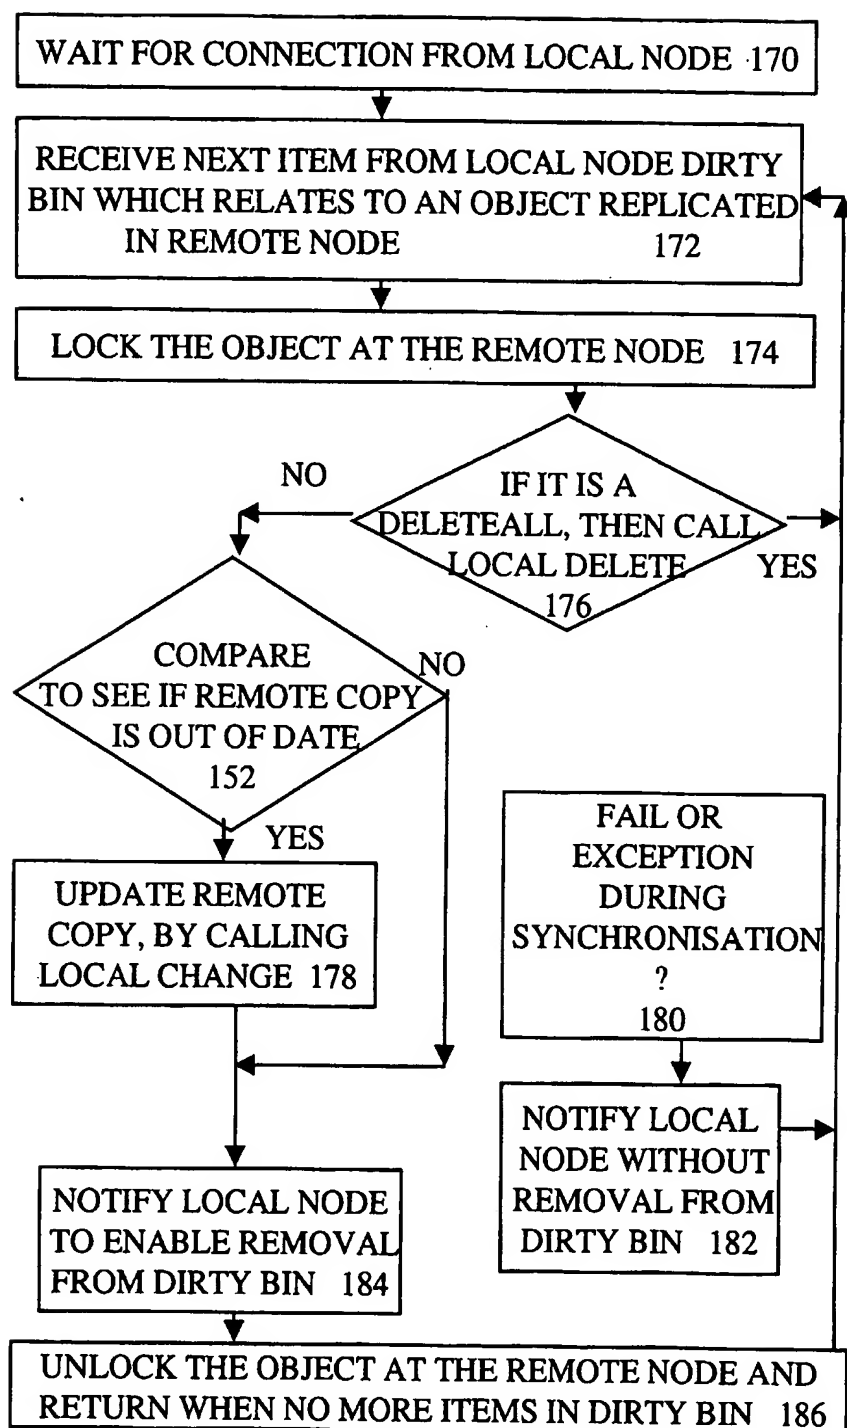 WAIT FOR CONNECTION FROM LOCAL NODE 170
RECEIVE NEXT ITEM FROM LOCAL NODE DIRTY
BIN WHICH RELATES TO AN OBJECT REPLICATED
IN REMOTE NODE 172
LOCK THE OBJECT AT THE REMOTE NODE 174
NO
IF IT IS A
DELETEALL, THEN CALL
LOCAL DELETE
176
YES
COMPARE
TO SEE IF REMOTE COPY
IS OUT OF DATE
152
NO
YES
UPDATE REMOTE
COPY, BY CALLING
LOCAL CHANGE 178
FAIL OR
EXCEPTION
DURING
SYNCHRONISATION
?
180
NOTIFY LOCAL
NODE WITHOUT
REMOVAL FROM
DIRTY BIN 182
NOTIFY LOCAL NODE
TO ENABLE REMOVAL
FROM DIRTY BIN 184
UNLOCK THE OBJECT AT THE REMOTE NODE AND
RETURN WHEN NO MORE ITEMS IN DIRTY BIN 186